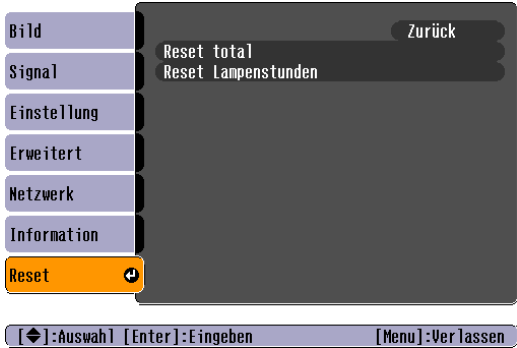 Bild
Signal
Einstellung
Erweitert
Netzwerk
Information
Reset
Zurück
Reset total
Reset Lampenstunden
[◆]:Auswahl [Enter]:Eingeben [Menu]:Verlassen